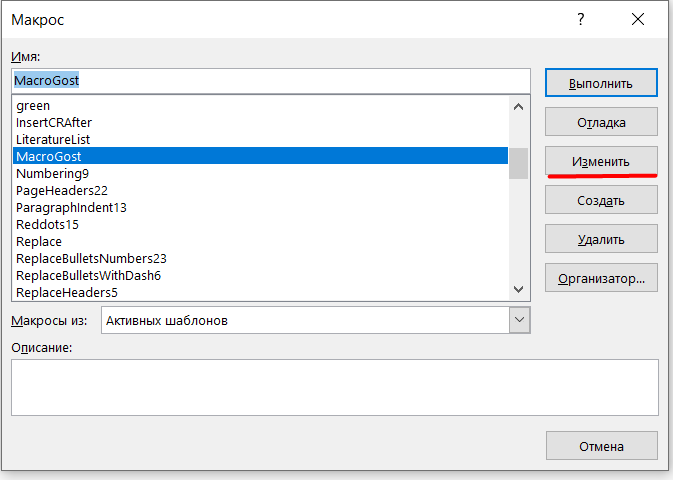 Макрос
?
Имя:
MacroGost
Выполнить
green
InsertCRAfter
Отладка
LiteratureList
MacroGost
Изменить
Numbering9
PageHeaders22
Создать
ParagraphIndent13
Reddots15
Replace
Удалить
ReplaceBulletsNumbers23
ReplaceBulletsWithDash6
Организатор...
ReplaceHeaders5
Макросы из: Активных шаблонов
Описание:
Отмена